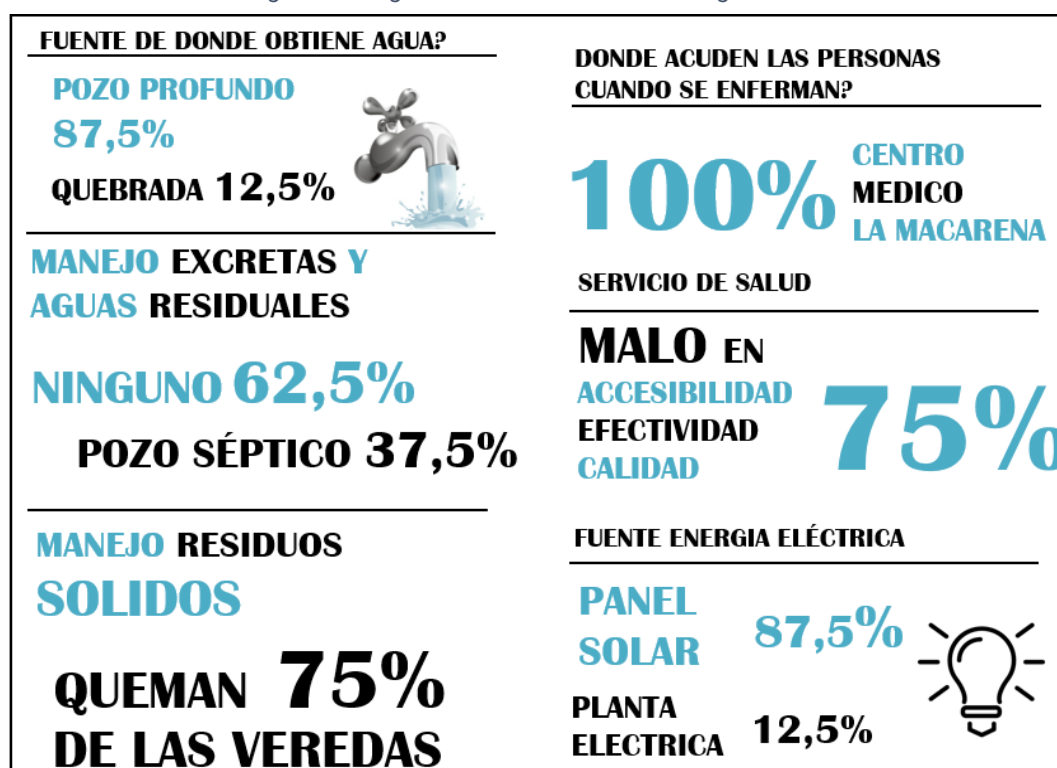 FUENTE DE DONDE OBTIENE AGUA?
POZO PROFUNDO
87,5%
QUEBRADA 12,5%
MANEJO EXCRETAS Y
AGUAS RESIDUALES
NINGUNO 62,5%
POZO SÉPTICO 37,5%
MANEJO RESIDUOS
SOLIDOS
QUEMAN 75%
DE LAS VEREDAS
DONDE ACUDEN LAS PERSONAS
CUANDO SE ENFERMAN?
100% CENTRO
MEDICO
LA MACARENA
SERVICIO DE SALUD
MALO EN
ACCESIBILIDAD
EFECTIVIDAD
CALIDAD
75%
FUENTE ENERGIA ELÉCTRICA
PANEL
SOLAR 87,5%
PLANTA
ELECTRICA 12,5%